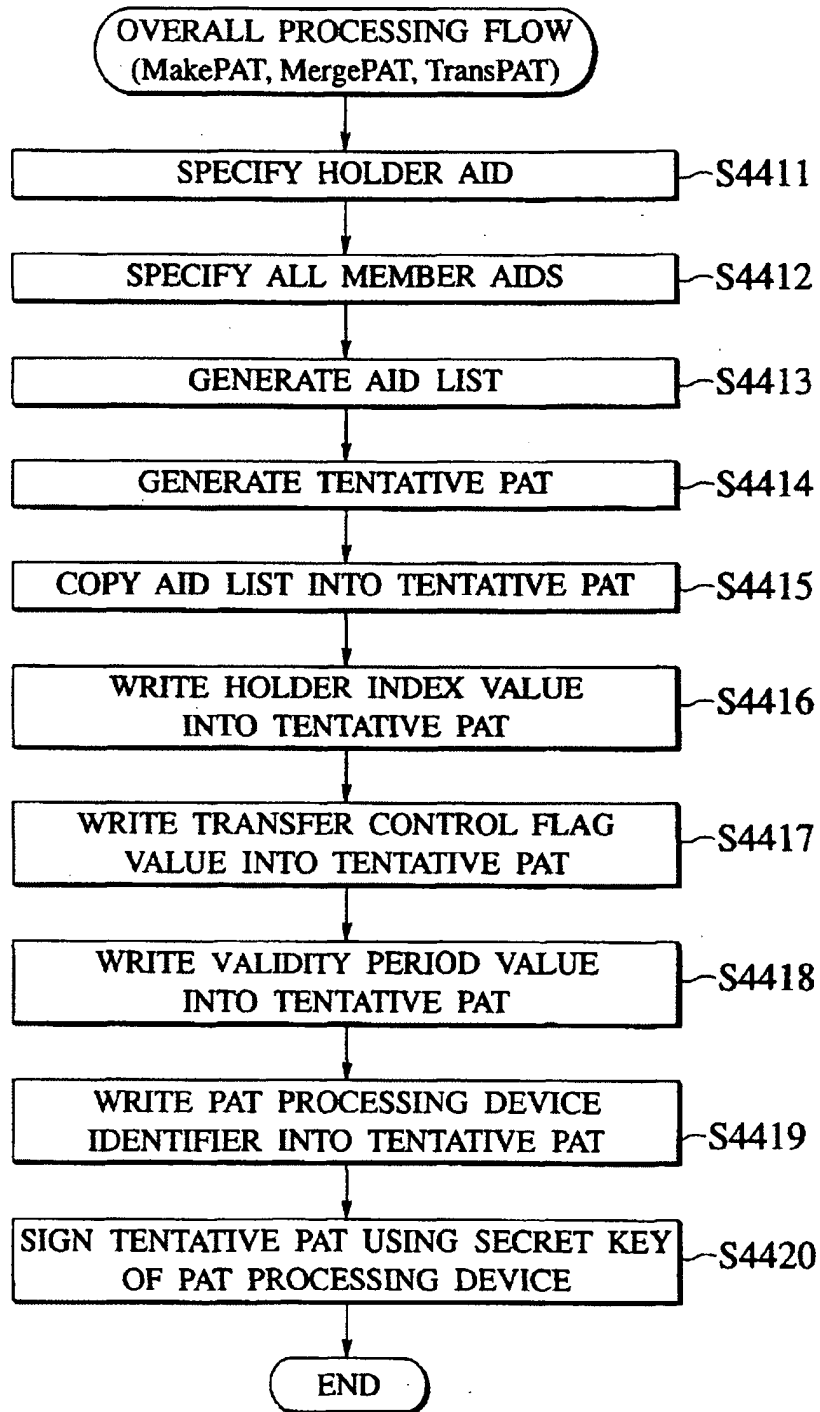 OVERALL PROCESSING FLOW
(MakePAT, MergePAT, TransPAT)
SPECIFY HOLDER AID
S4411
SPECIFY ALL MEMBER AIDS
S4412
GENERATE AID LIST
S4413
GENERATE TENTATIVE PAT
S4414
COPY AID LIST INTO TENTATIVE PAT
S4415
WRITE HOLDER INDEX VALUE
INTO TENTATIVE PAT
S4416
WRITE TRANSFER CONTROL FLAG
VALUE INTO TENTATIVE PAT
S4417
WRITE VALIDITY PERIOD VALUE
INTO TENTATIVE PAT
S4418
WRITE PAT PROCESSING DEVICE
IDENTIFIER INTO TENTATIVE PAT
S4419
SIGN TENTATIVE PAT USING SECRET KEY
OF PAT PROCESSING DEVICE
S4420
END